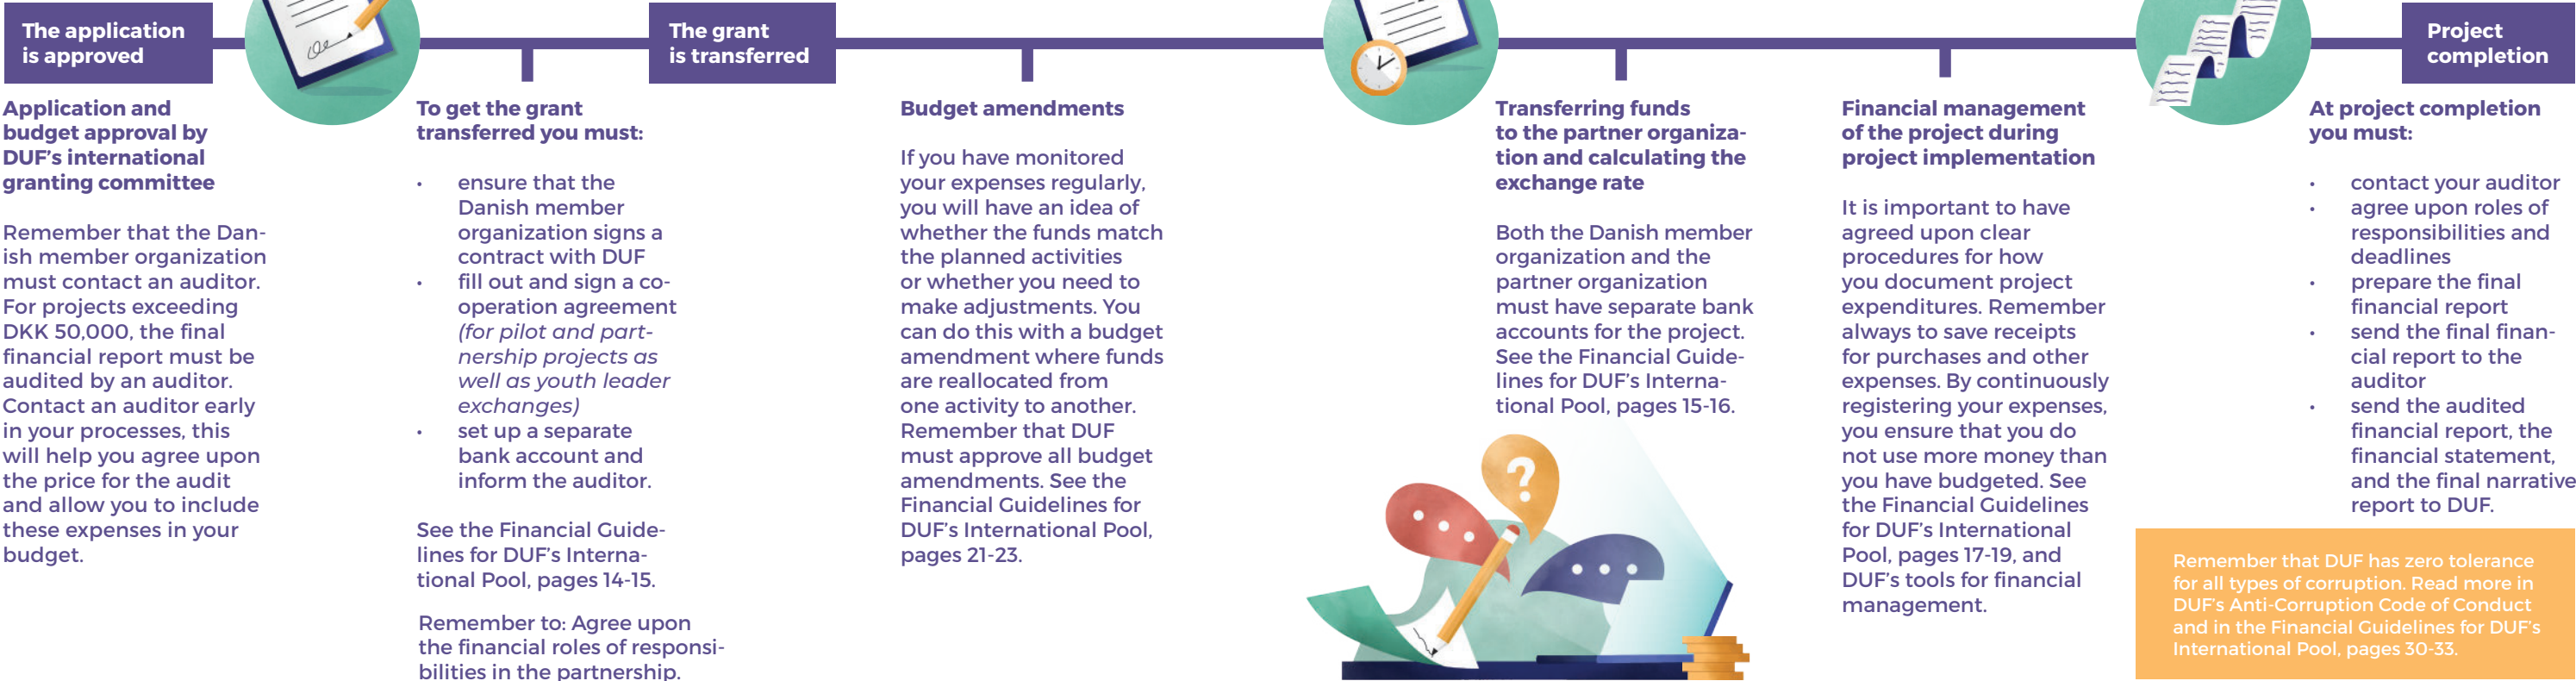 The application
is approved
Application and
budget approval by
DUF's international
granting committee
Remember that the Dan-
ish member organization
must contact an auditor.
For projects exceeding
DKK 50,000, the final
financial report must be
audited by an auditor.
Contact an auditor early
in your processes, this
will help you agree upon
the price for the audit
and allow you to include
these expenses in your
budget.
To get the grant
transferred you must:
• ensure that the
Danish member
organization signs a
contract with DUF
• fill out and sign a co-
operation agreement
(for pilot and part-
nership projects as
well as youth leader
exchanges)
• set up a separate
bank account and
inform the auditor.
See the Financial Guide-
lines for DUF's Interna-
tional Pool, pages 14-15.
Remember to: Agree upon
the financial roles of responsi-
bilities in the partnership.
The grant
is transferred
Budget amendments
If you have monitored
your expenses regularly,
you will have an idea of
whether the funds match
the planned activities
or whether you need to
make adjustments. You
can do this with a budget
amendment where funds
are reallocated from
one activity to another.
Remember that DUF
must approve all budget
amendments. See the
Financial Guidelines for
DUF's International Pool,
pages 21-23.
Transferring funds
to the partner organiza-
tion and calculating the
exchange rate
Both the Danish member
organization and the
partner organization
must have separate bank
accounts for the project.
See the Financial Guide-
lines for DUF's Interna-
tional Pool, pages 15-16.
?
Financial management
of the project during
project implementation
It is important to have
agreed upon clear
procedures for how
you document project
expenditures. Remember
always to save receipts
for purchases and other
expenses. By continuously
registering your expenses,
you ensure that you do
not use more money than
you have budgeted. See
the Financial Guidelines
for DUF's International
Pool, pages 17-19, and
DUF's tools for financial
management.
Project
completion
At project completion
you must:
• contact your auditor
• agree upon roles of
responsibilities and
deadlines
• prepare the final
financial report
• send the final finan-
cial report to the
auditor
• send the audited
financial report, the
financial statement,
and the final narrative
report to DUF.
Remember that DUF has zero tolerance
for all types of corruption. Read more in
DUF's Anti-Corruption Code of Conduct
and in the Financial Guidelines for DUF's
International Pool, pages 30-33.